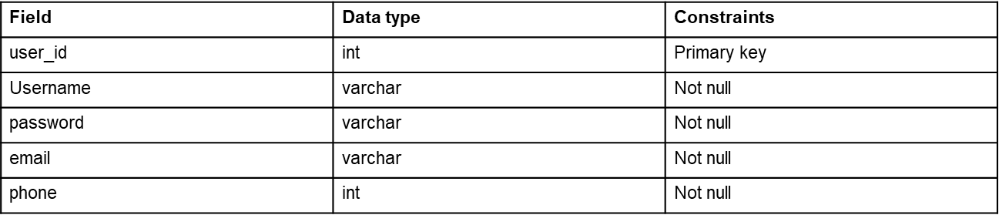 Field Data type Constraints
user_id int Primary key
Username varchar Not null
password varchar Not null
email varchar Not null
phone int Not null